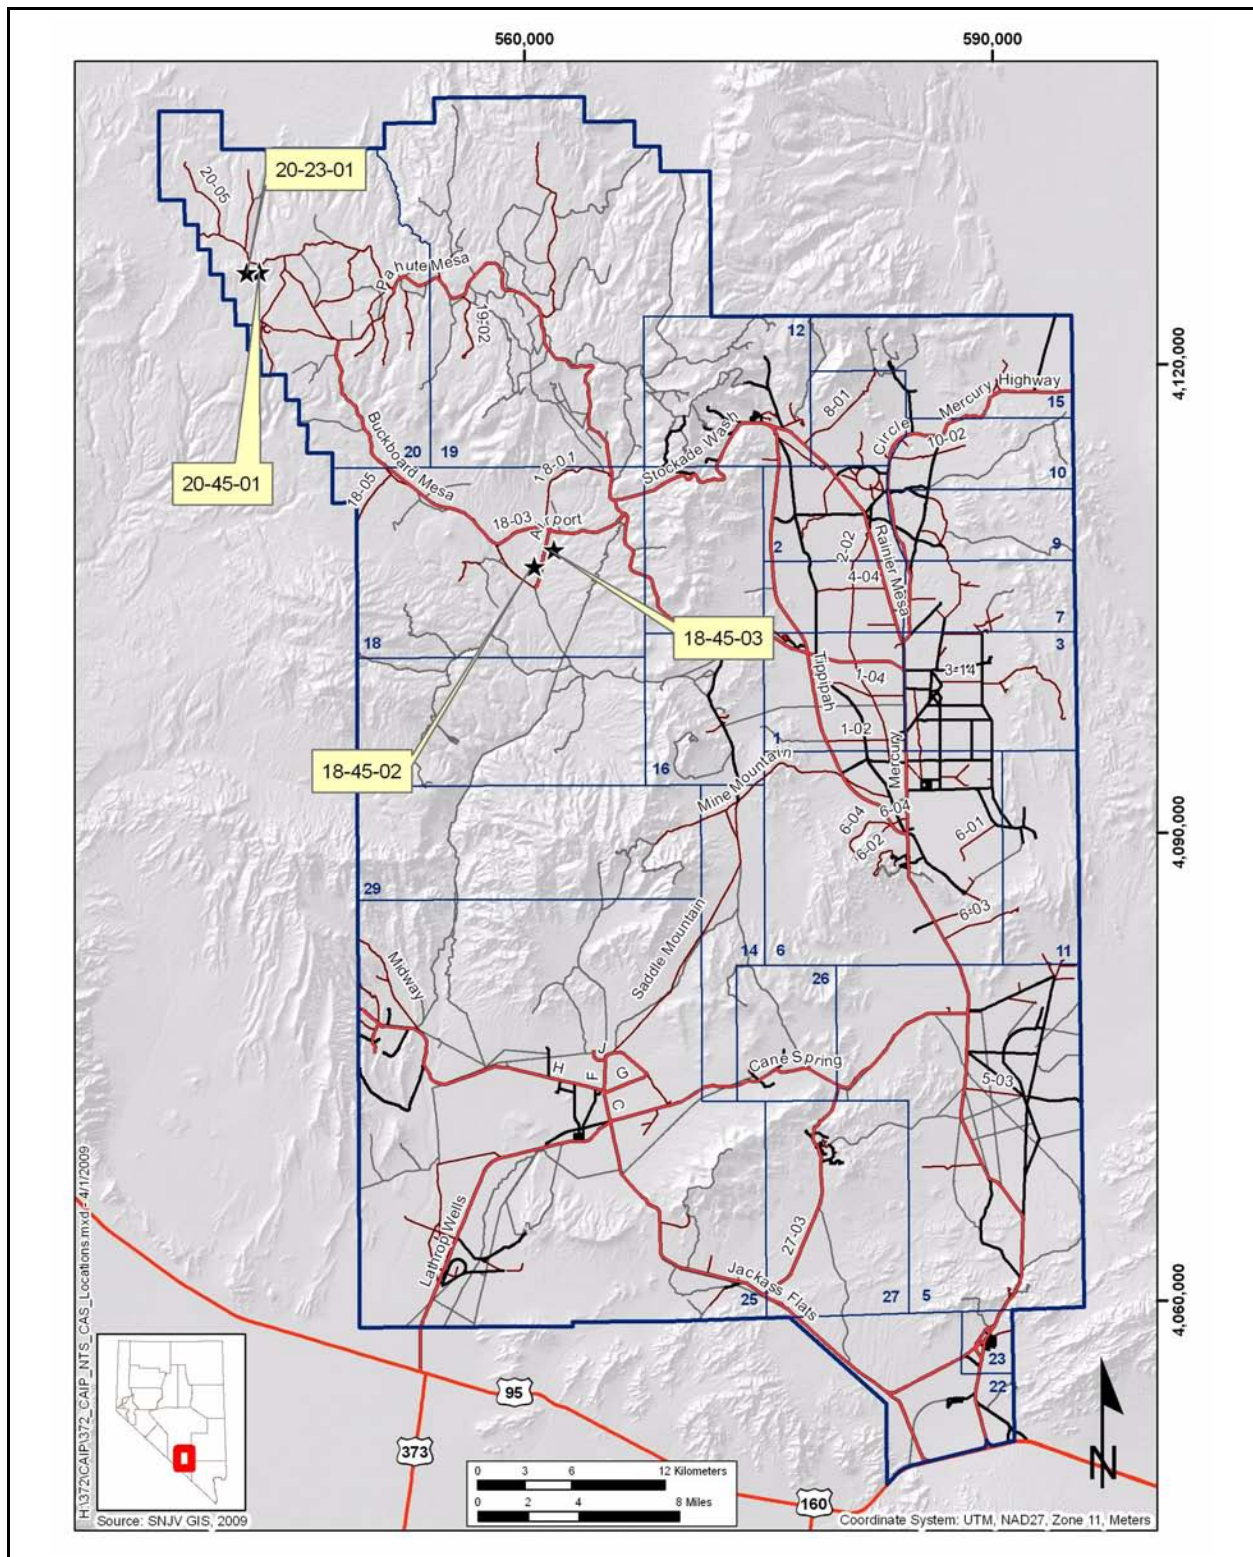 560,000
590,000
20-23-01
20-05
Pahute Mesa
19-02
12
4,120,000
Mercury Highway
15
8-01
Circle
10-02
Buckboard Mesa
20
19
18-01
Stockade Wash
10
20-45-01
18-05
18-03
Airport
2
2-02
Rainier Mesa
9
4-04
7
18-45-03
18
3
Tippipah
1-04
3-14
1-02
1
Mercury
18-45-02
16
Mine Mountain
6-04
6-04
6-02
6-01
4,090,000
29
6-03
Saddle Mountain
14
6
11
26
Midway
J
H
F
G
Cane Spring
C
5-03
Lathrop Wells
27-03
Jackass Flats
25
27
5
4,060,000
23
22
95
373
160
N
0 3 6 12 Kilometers
0 2 4 8 Miles
H:\372\CAIP\372_CAIP_NTS_CAS_Locations.mxd - 4/1/2009
Source: SNJV GIS, 2009
Coordinate System: UTM, NAD27, Zone 11, Meters